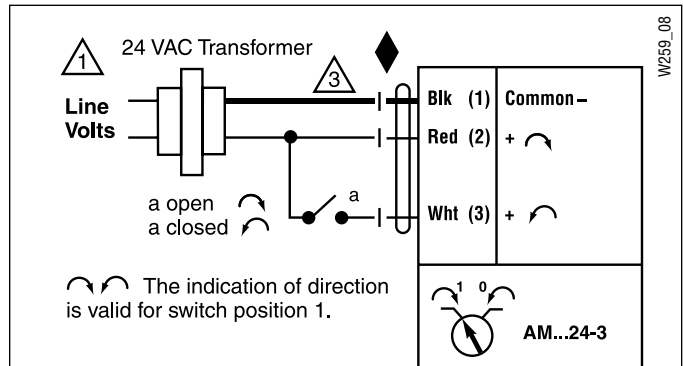 W259_08
1
24 VAC Transformer
3
Line
Volts
Blk (1) Common –
Red (2) +
a
Wht (3) +
a open
a closed
The indication of direction
is valid for switch position 1.
1 0
AM...24-3